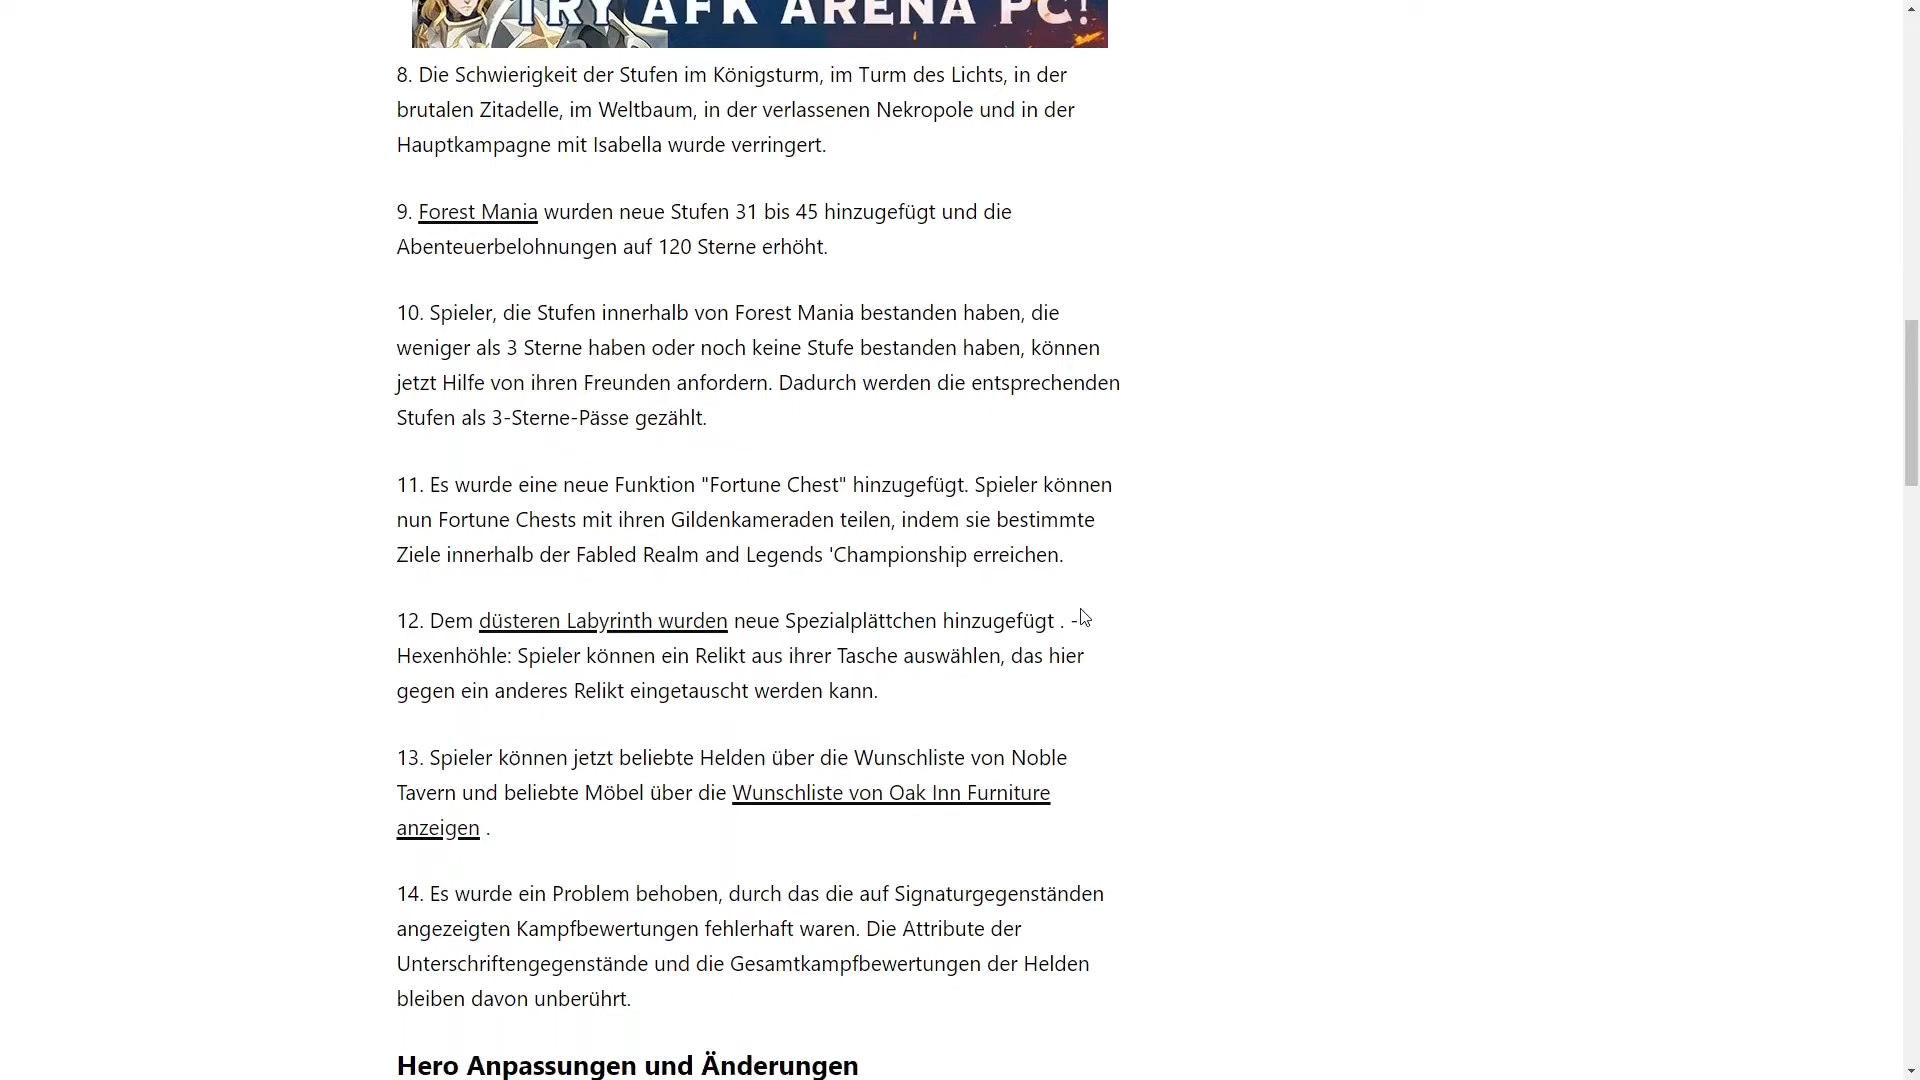 TRY AFK ARENA PC!
8. Die Schwierigkeit der Stufen im Königsturm, im Turm des Lichts, in der
brutalen Zitadelle, im Weltbaum, in der verlassenen Nekropole und in der
Hauptkampagne mit Isabella wurde verringert.
9. Forest Mania wurden neue Stufen 31 bis 45 hinzugefügt und die
Abenteuerbelohnungen auf 120 Sterne erhöht.
10. Spieler, die Stufen innerhalb von Forest Mania bestanden haben, die
weniger als 3 Sterne haben oder noch keine Stufe bestanden haben, können
jetzt Hilfe von ihren Freunden anfordern. Dadurch werden die entsprechenden
Stufen als 3-Sterne-Pässe gezählt.
11. Es wurde eine neue Funktion "Fortune Chest" hinzugefügt. Spieler können
nun Fortune Chests mit ihren Gildenkameraden teilen, indem sie bestimmte
Ziele innerhalb der Fabled Realm and Legends 'Championship erreichen.
12. Dem düsteren Labyrinth wurden neue Spezialplättchen hinzugefügt . -
Hexenhöhle: Spieler können ein Relikt aus ihrer Tasche auswählen, das hier
gegen ein anderes Relikt eingetauscht werden kann.
13. Spieler können jetzt beliebte Helden über die Wunschliste von Noble
Tavern und beliebte Möbel über die Wunschliste von Oak Inn Furniture
anzeigen .
14. Es wurde ein Problem behoben, durch das die auf Signaturgegenständen
angezeigten Kampfbewertungen fehlerhaft waren. Die Attribute der
Unterschriftengegenstände und die Gesamtkampfbewertungen der Helden
bleiben davon unberührt.
Hero Anpassungen und Änderungen